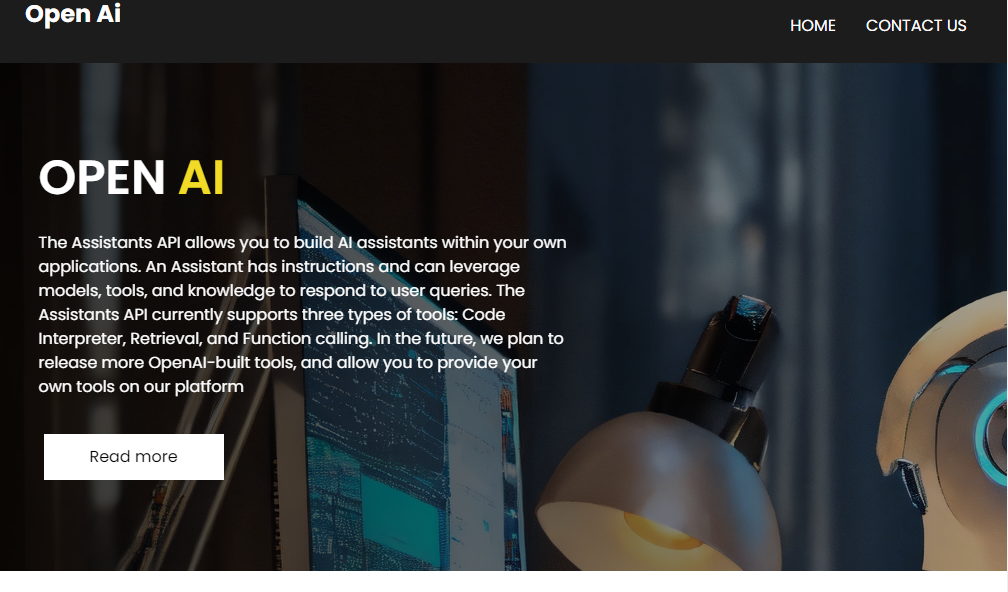 Open Ai
HOME CONTACT US
OPEN AI
The Assistants API allows you to build AI assistants within your own
applications. An Assistant has instructions and can leverage
models, tools, and knowledge to respond to user queries. The
Assistants API currently supports three types of tools: Code
Interpreter, Retrieval, and Function calling. In the future, we plan to
release more OpenAI-built tools, and allow you to provide your
own tools on our platform
Read more